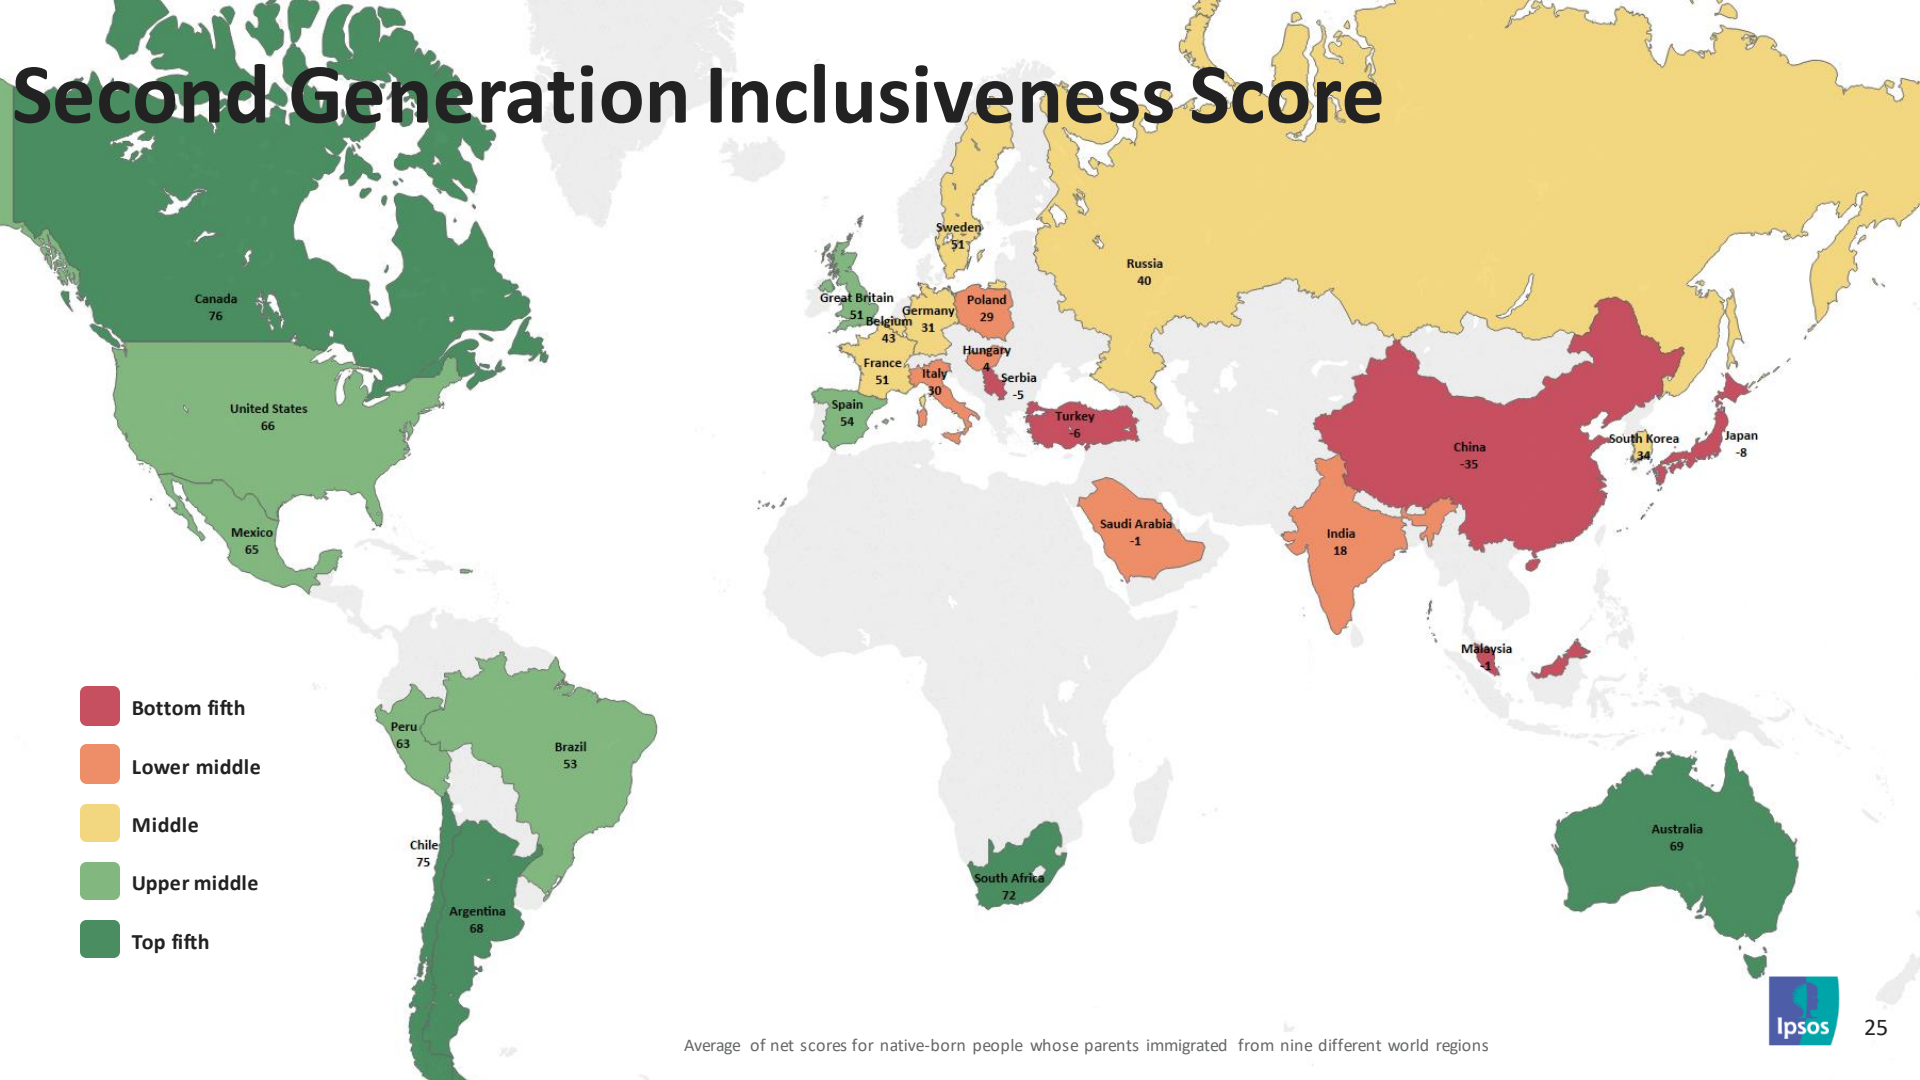 Second Generation Inclusiveness Score
Canada
76
United States
66
Mexico
65
Peru
63
Brazil
53
Chile
75
Argentina
68
Sweden
51
Great Britain
51
Belgium
43
Germany
31
Poland
29
France
51
Hungary
4
Italy
30
Serbia
-5
Spain
54
Turkey
-6
Russia
40
Saudi Arabia
-1
India
18
China
-35
South Korea
34
Japan
-8
Malaysia
-1
South Africa
72
Australia
69
Bottom fifth
Lower middle
Middle
Upper middle
Top fifth
Average of net scores for native-born people whose parents immigrated from nine different world regions
Ipsos
25